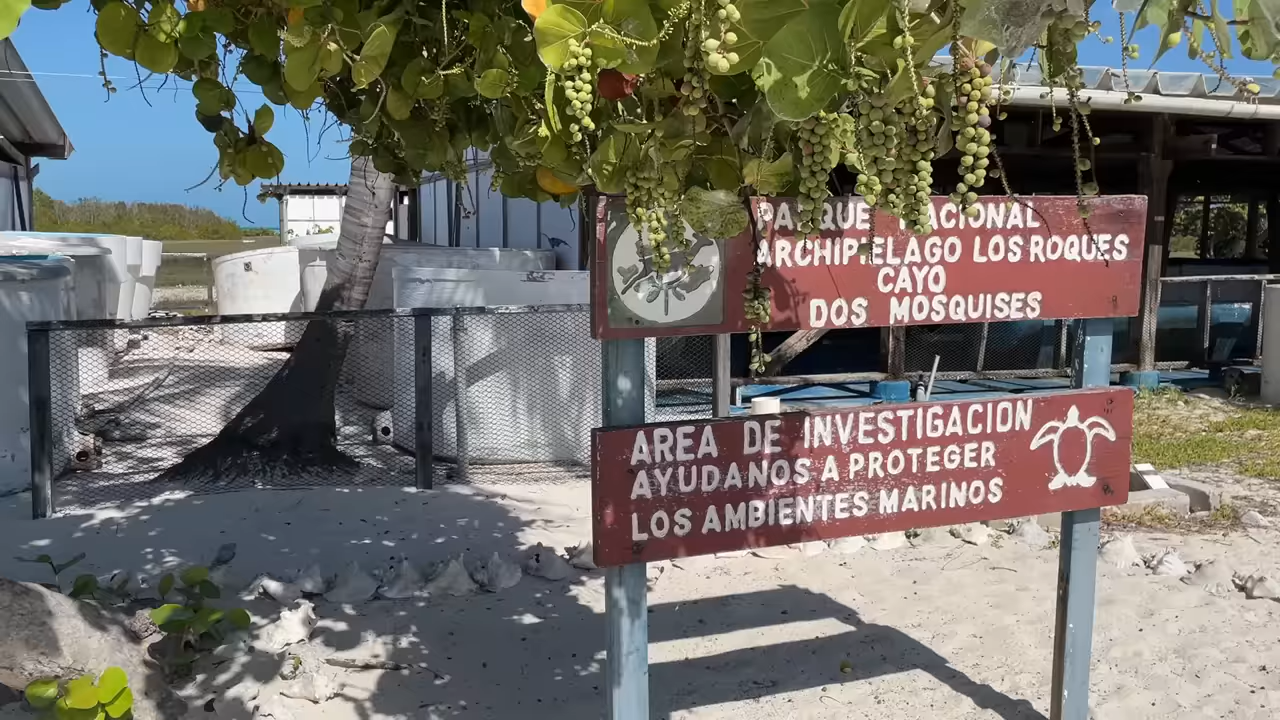 PARQUE NACIONAL
ARCHIPIELAGO LOS ROQUES
CAYO
DOS MOSQUISES
AREA DE INVESTIGACION
AYUDANOS A PROTEGER
LOS AMBIENTES MARINOS